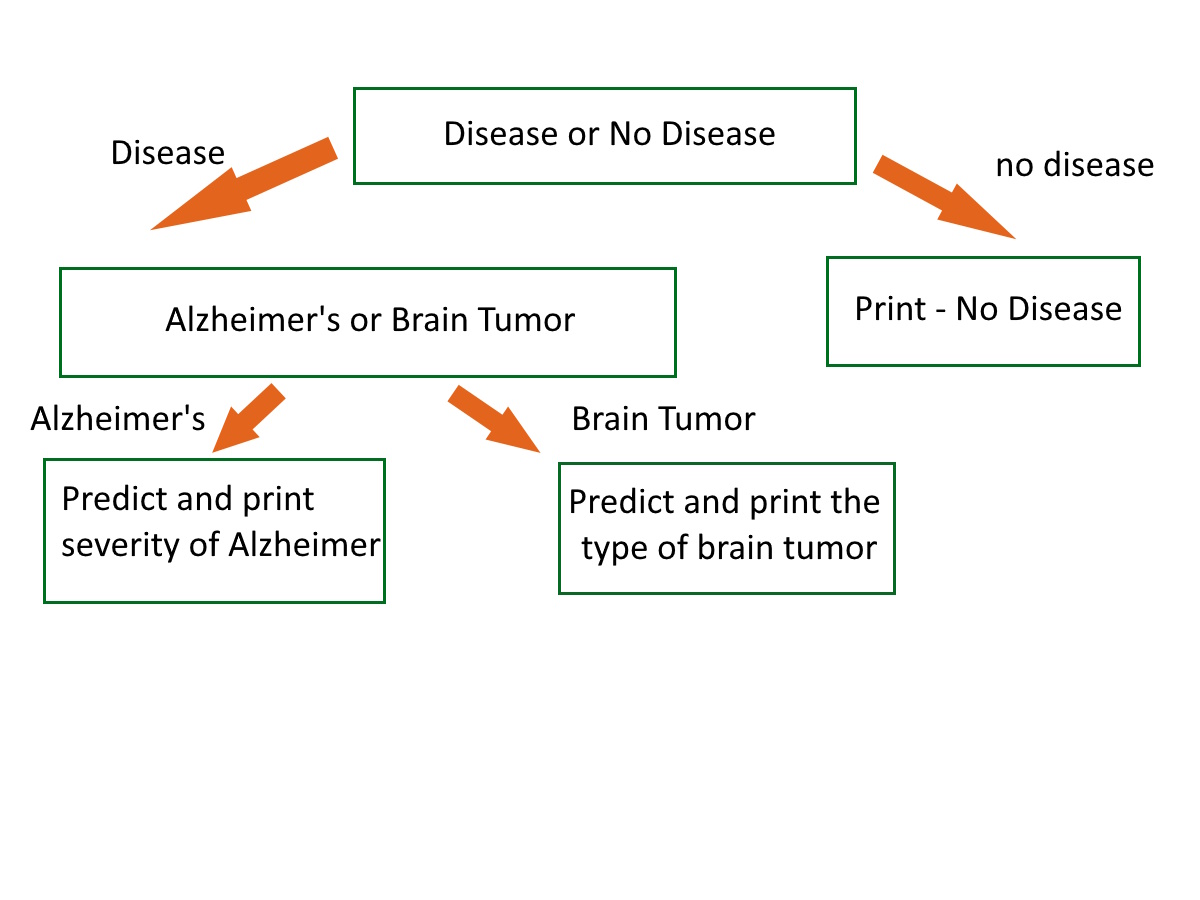 Disease or No Disease
Disease
no disease
Alzheimer's or Brain Tumor
Print - No Disease
Alzheimer's
Brain Tumor
Predict and print
severity of Alzheimer
Predict and print the
type of brain tumor